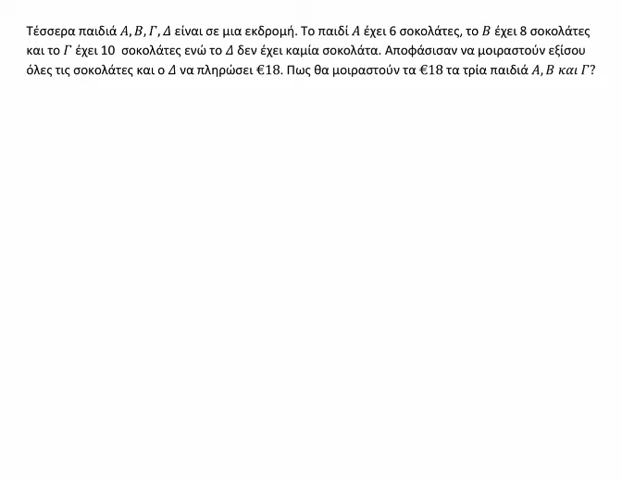 Τέσσερα παιδιά Α, Β, Γ, Δ είναι σε μια εκδρομή. Το παιδί Α έχει 6 σοκολάτες, το Β έχει 8 σοκολάτες
και το Γ έχει 10 σοκολάτες ενώ το Δ δεν έχει καμία σοκολάτα. Αποφάσισαν να μοιραστούν εξίσου
όλες τις σοκολάτες και ο Δ να πληρώσει €18. Πως θα μοιραστούν τα €18 τα τρία παιδιά Α, Β και Γ?